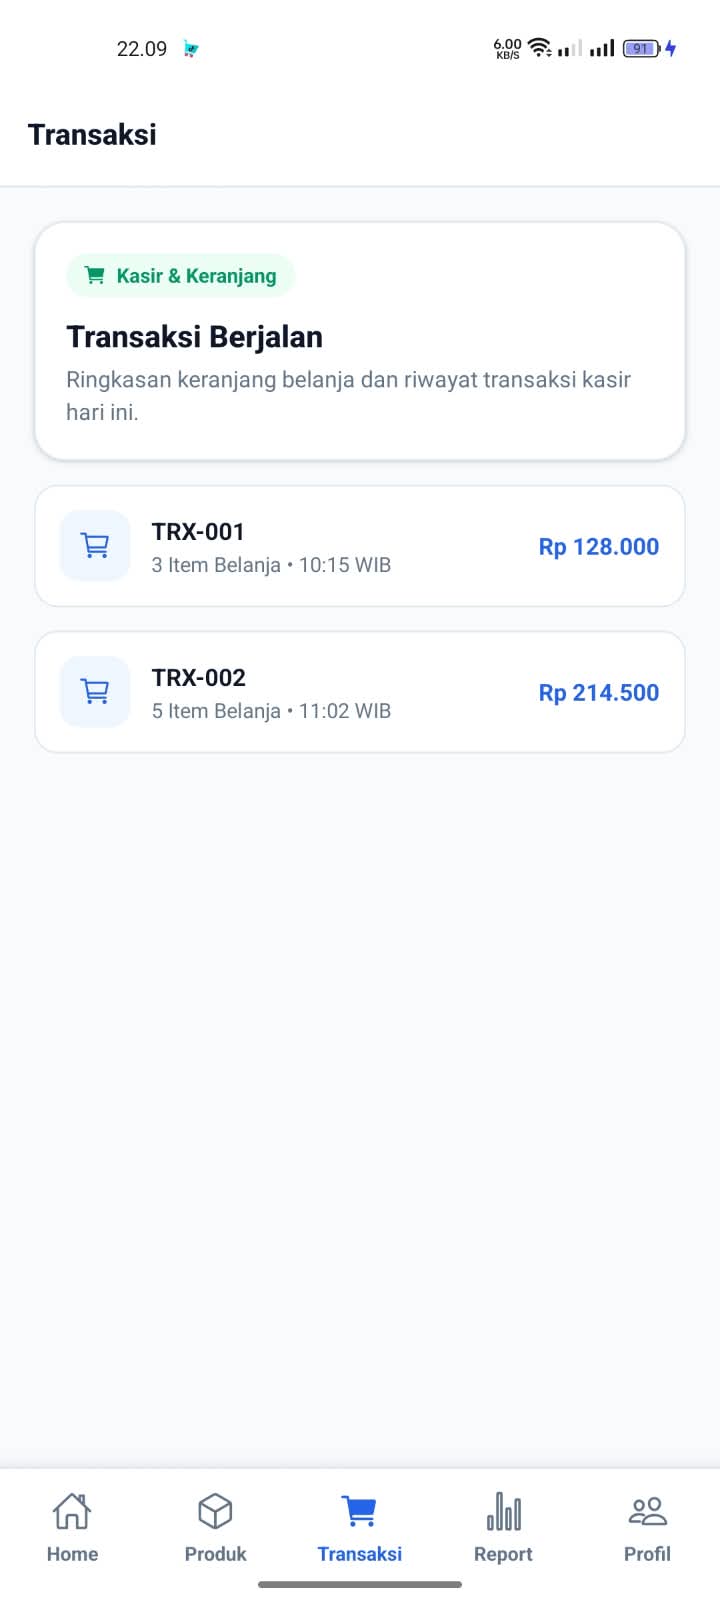 22.09
6.00
KB/S
91
Transaksi
Kasir & Keranjang
Transaksi Berjalan
Ringkasan keranjang belanja dan riwayat transaksi kasir
hari ini.
TRX-001
3 Item Belanja • 10:15 WIB
Rp 128.000
TRX-002
5 Item Belanja • 11:02 WIB
Rp 214.500
Home
Produk
Transaksi
Report
Profil